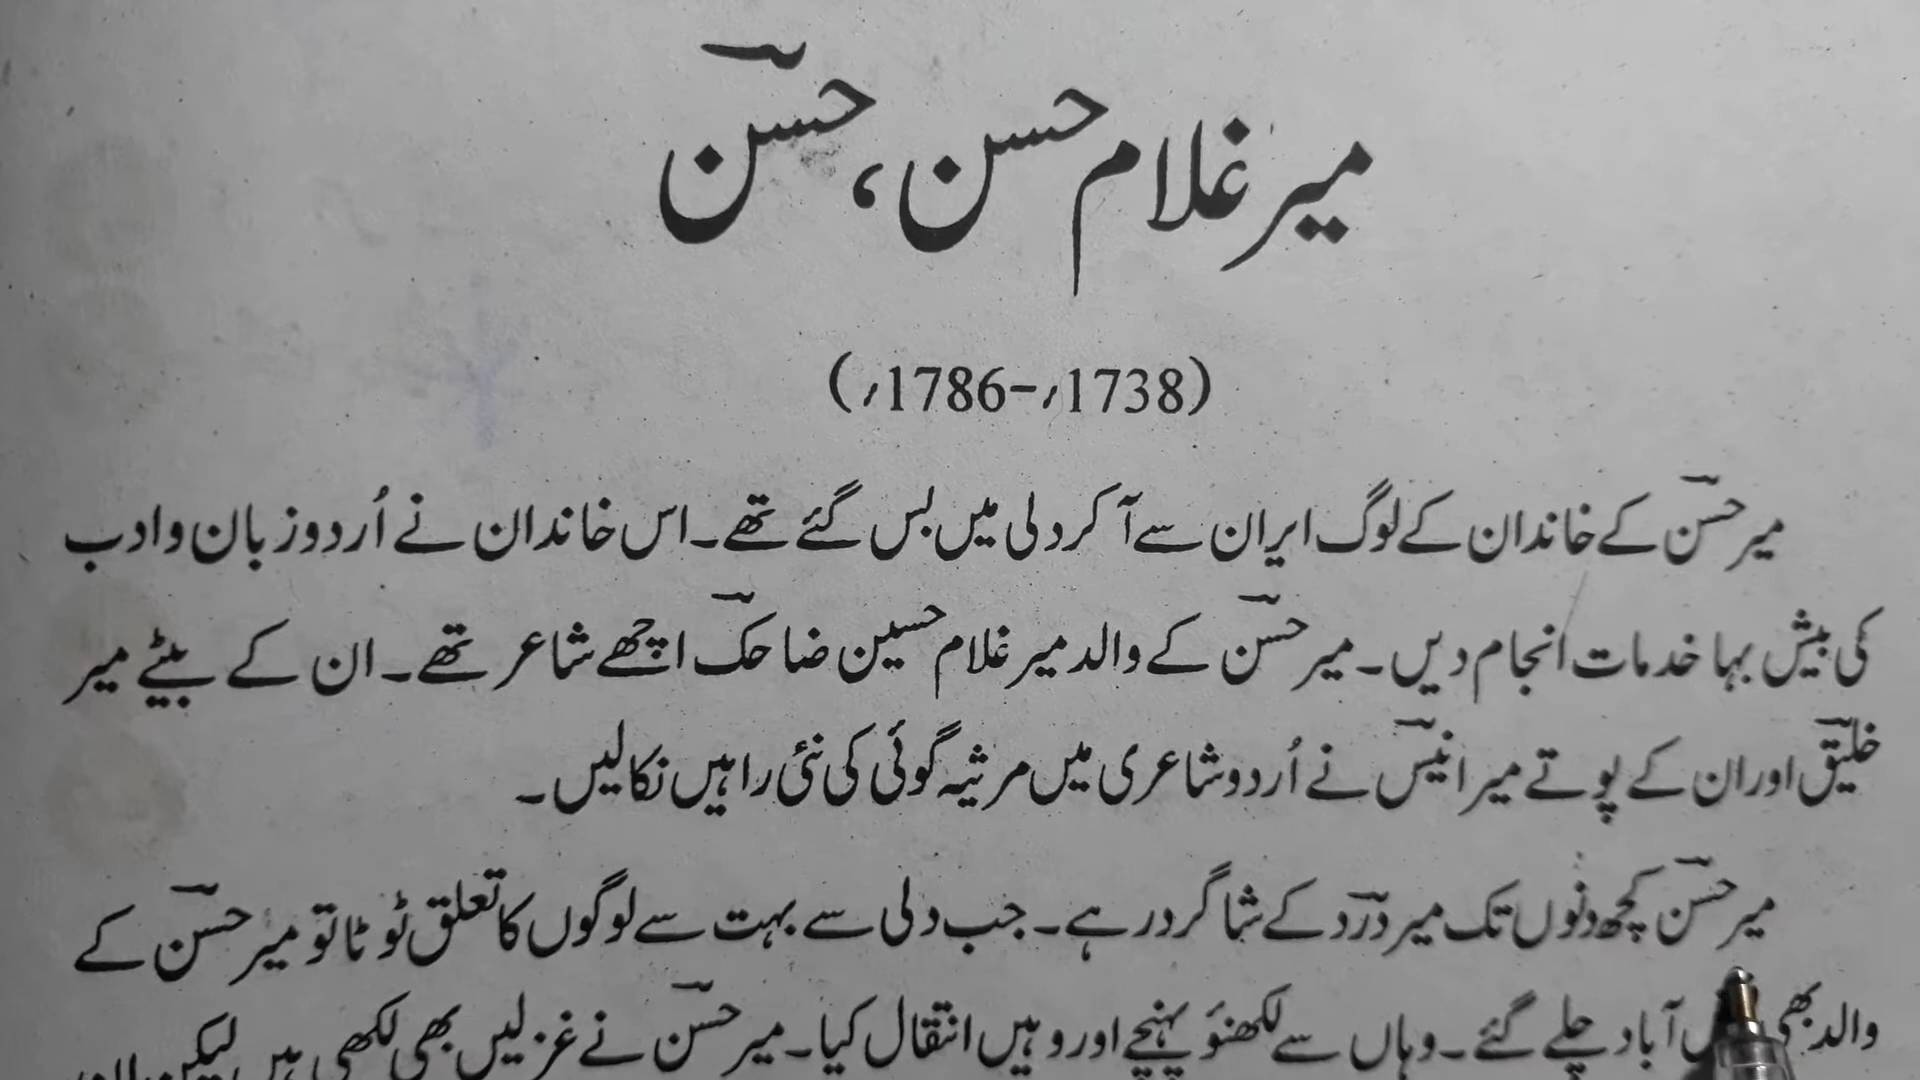 میر غلام حسن، حسنؔ
(1738ء-1786ء)
میر حسنؔ کے خاندان کے لوگ ایران سے آ کر دلی میں بس گئے تھے۔ اس خاندان نے اُردو زبان و ادب
کی بیش بہا خدمات انجام دیں۔ میر حسنؔ کے والد میر غلام حسین ضاحکؔ اچھے شاعر تھے۔ ان کے بیٹے میر
خلیقؔ اور ان کے پوتے میر انیسؔ نے اُردو شاعری میں مرثیہ گوئی کی نئی راہیں نکالیں۔
میر حسنؔ کچھ دنوں تک میر دردؔ کے شاگرد رہے۔ جب دلی سے بہت سے لوگوں کا تعلق ٹوٹا تو میر حسنؔ کے
والد بھی آباد چلے گئے۔ وہاں سے لکھنؤ پہنچے اور وہیں انتقال کیا۔ میر حسنؔ نے غزلیں بھی لکھی ہیں لیکن